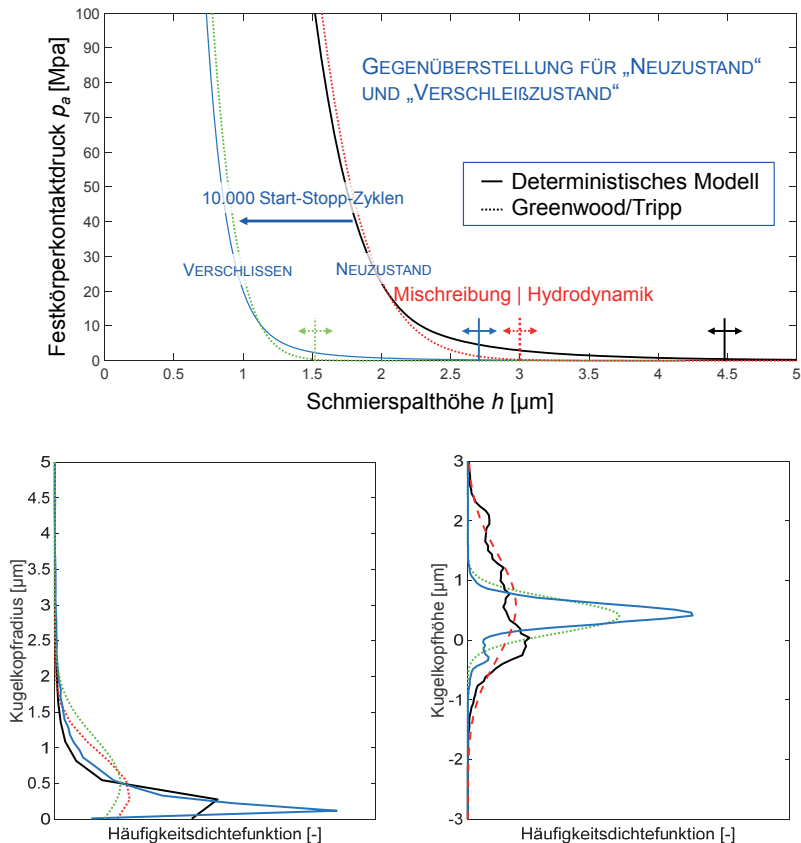 GEGENÜBERSTELLUNG FÜR „NEUZUSTAND“
UND „VERSCHLEIßZUSTAND“
Deterministisches Modell
Greenwood/Tripp
10.000 Start-Stopp-Zyklen
VERSCHLISSEN
NEUZUSTAND
Mischreibung | Hydrodynamik
Festkörperkontaktdruck pa [Mpa]
100
90
80
70
60
50
40
30
20
10
0
0 0.5 1 1.5 2 2.5 3 3.5 4 4.5 5
Schmierspalthöhe h [µm]
Kugelkopfradius [µm]
5
4.5
4
3.5
3
2.5
2
1.5
1
0.5
0
Häufigkeitsdichtefunktion [-]
Kugelkopfhöhe [µm]
3
2
1
0
-1
-2
-3
Häufigkeitsdichtefunktion [-]